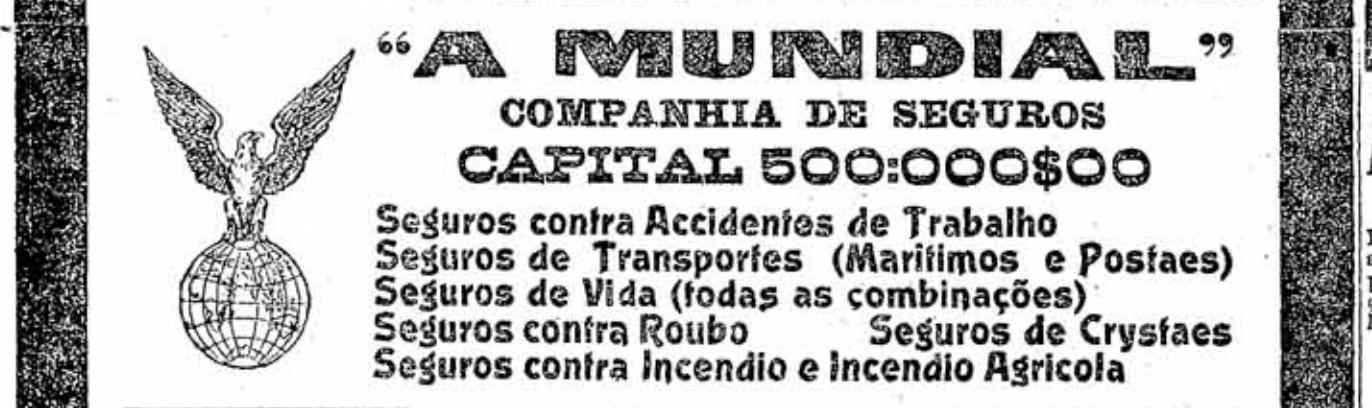 “A MUNDIAL”
COMPANHIA DE SEGUROS
CAPITAL 500:000$00
Seguros contra Accidentes de Trabalho
Seguros de Transportes (Maritimos e Postaes)
Seguros de Vida (todas as combinações)
Seguros contra Roubo Seguros de Crystaes
Seguros contra Incendio e Incendio Agricola